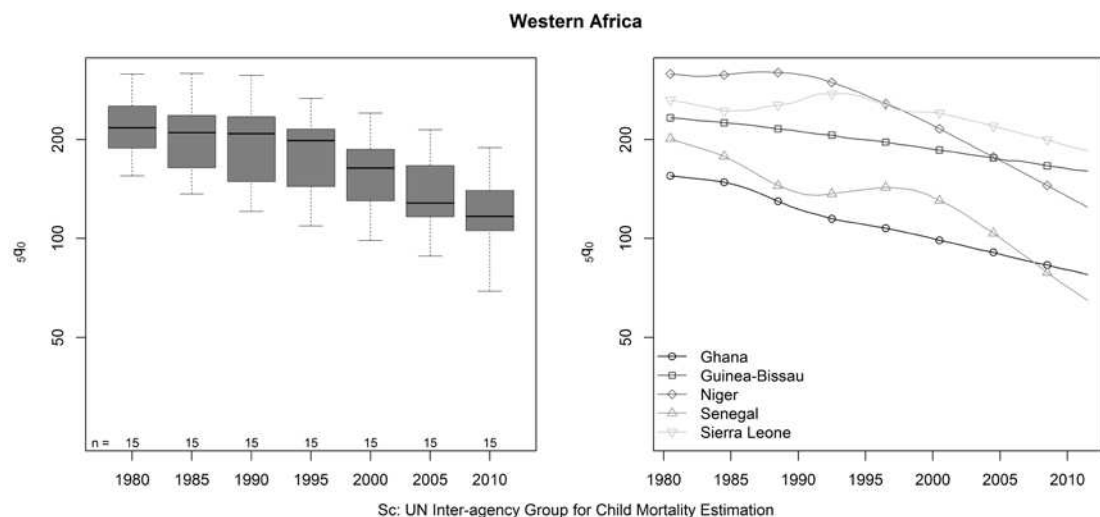 Western Africa
200
100
50
5q0
n = 15 15 15 15 15 15 15
1980 1985 1990 1995 2000 2005 2010
200
100
50
5q0
Ghana
Guinea-Bissau
Niger
Senegal
Sierra Leone
1980 1985 1990 1995 2000 2005 2010
Sc: UN Inter-agency Group for Child Mortality Estimation